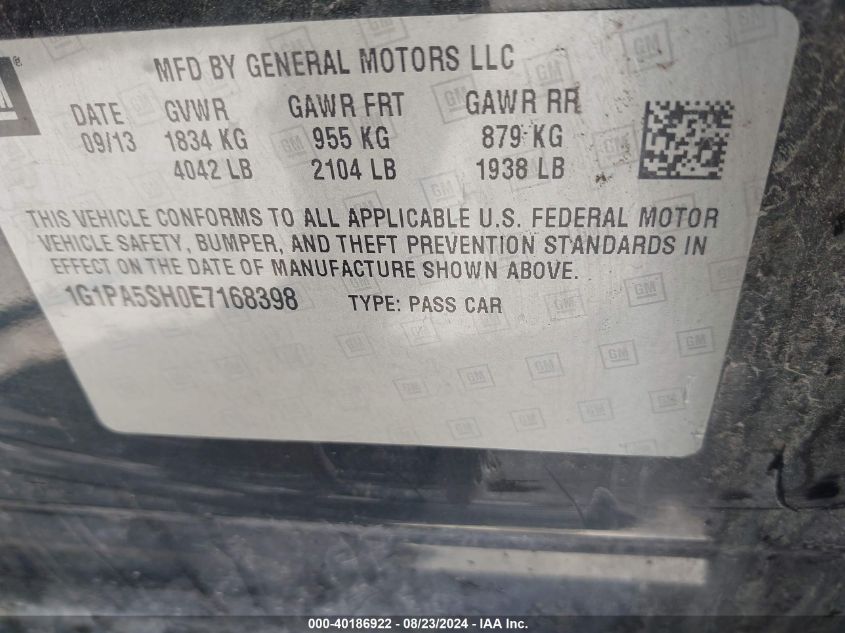 MFD BY GENERAL MOTORS LLC
DATE GVWR GAWR FRT GAWR RR
09/13 1834 KG 955 KG 879 KG
4042 LB 2104 LB 1938 LB
THIS VEHICLE CONFORMS TO ALL APPLICABLE U.S. FEDERAL MOTOR
VEHICLE SAFETY, BUMPER, AND THEFT PREVENTION STANDARDS IN
EFFECT ON THE DATE OF MANUFACTURE SHOWN ABOVE.
1G1PA5SH0E7168398 TYPE: PASS CAR
000-40186922 - 08/23/2024 - IAA Inc.